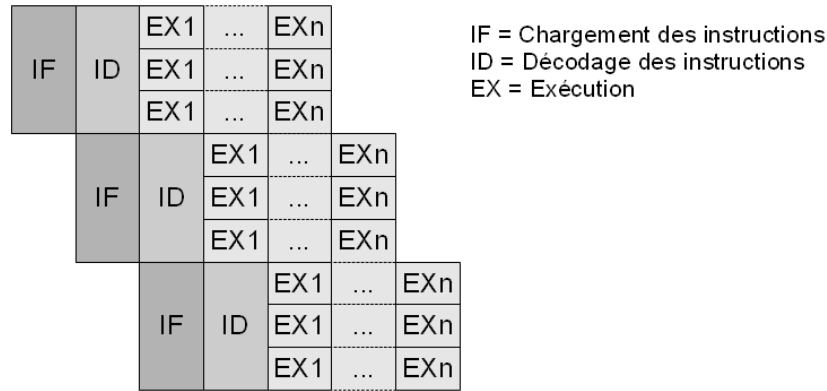 EX1 ... EXn
IF ID EX1 ... EXn
EX1 ... EXn
EX1 ... EXn
IF ID EX1 ... EXn
EX1 ... EXn
EX1 ... EXn
IF ID EX1 ... EXn
EX1 ... EXn
IF = Chargement des instructions
ID = Décodage des instructions
EX = Exécution